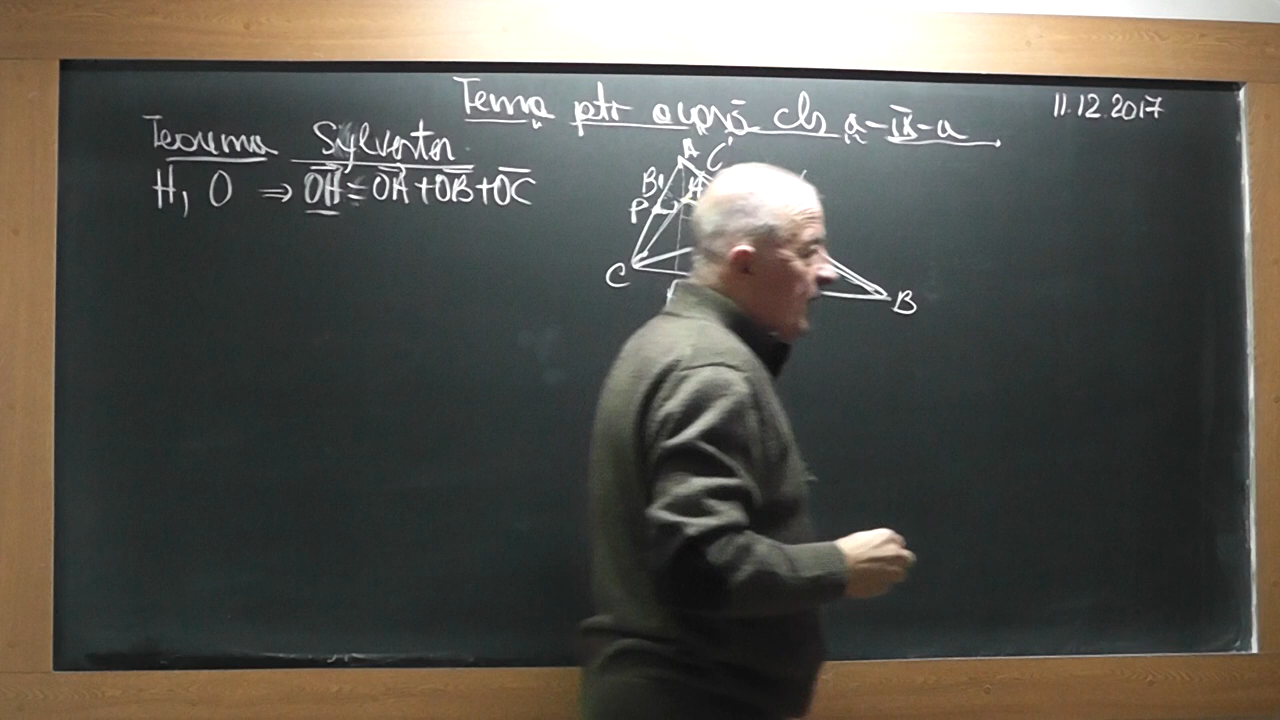 Tema ptr acasă cls a-IX-a
11.12.2017
Teorema Sylvester
H, O ⇒ OH = OA + OB + OC
A
C'
B₁
H
P
C
B